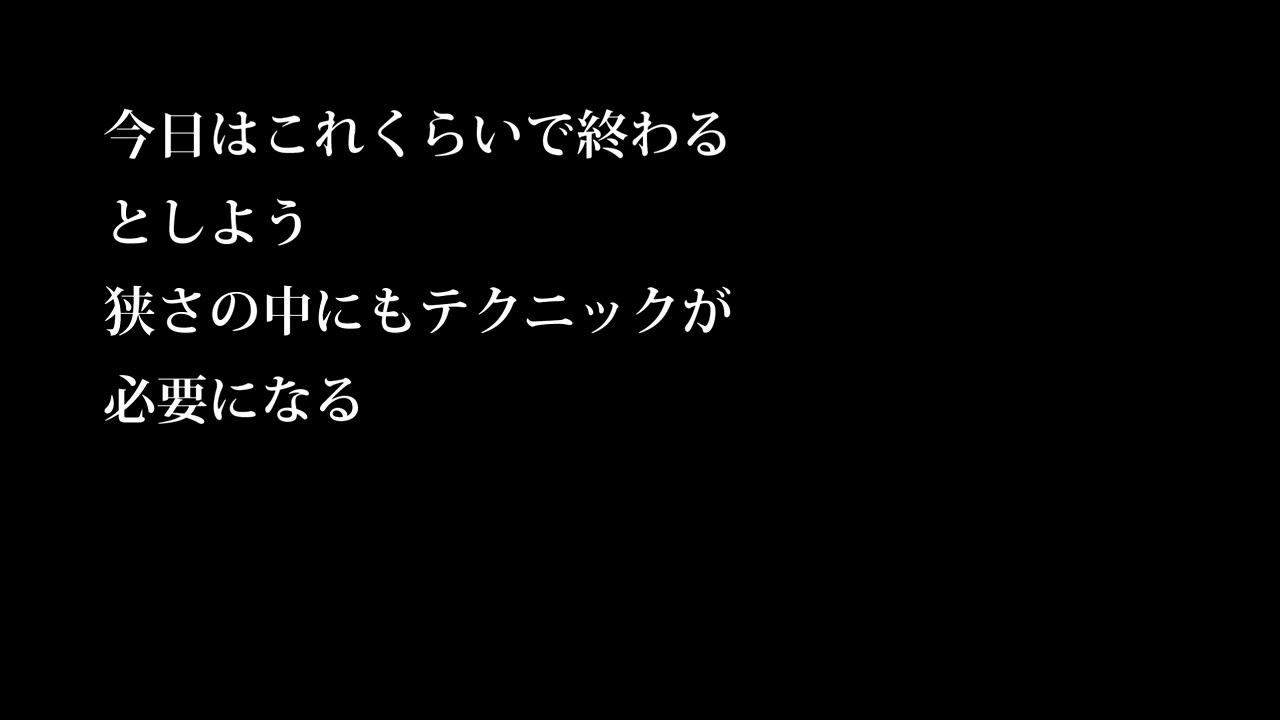 今日はこれくらいで終わる
としよう
狭さの中にもテクニックが
必要になる